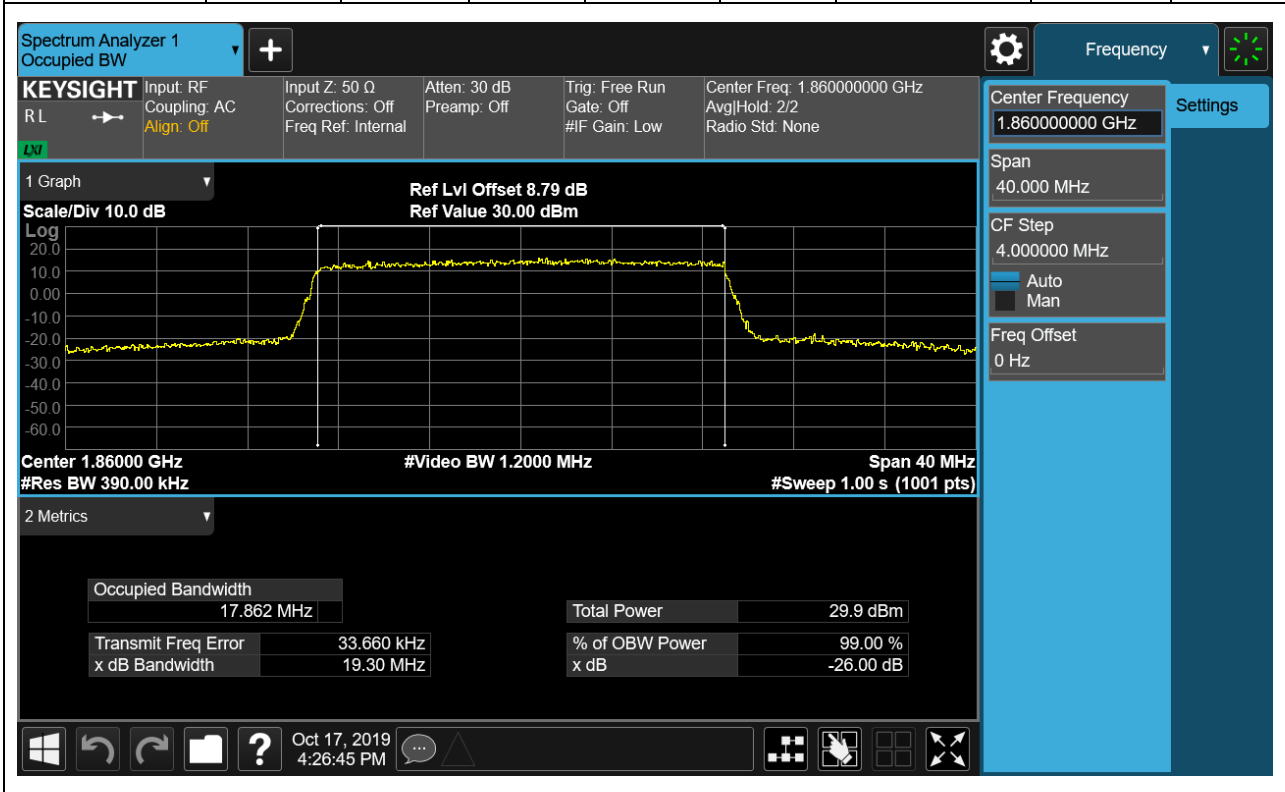 Spectrum Analyzer 1
Occupied BW
Frequency
KEYSIGHT
R L
LXI
Input: RF
Coupling: AC
Align: Off
Input Z: 50 Ω
Corrections: Off
Freq Ref: Internal
Atten: 30 dB
Preamp: Off
Trig: Free Run
Gate: Off
#IF Gain: Low
Center Freq: 1.860000000 GHz
Avg|Hold: 2/2
Radio Std: None
Center Frequency
1.860000000 GHz
Settings
Span
40.000 MHz
CF Step
4.000000 MHz
Auto
Man
Freq Offset
0 Hz
1 Graph
Scale/Div 10.0 dB
Ref Lvl Offset 8.79 dB
Ref Value 30.00 dBm
Log
20.0
10.0
0.00
-10.0
-20.0
-30.0
-40.0
-50.0
-60.0
Center 1.86000 GHz
#Video BW 1.2000 MHz
Span 40 MHz
#Res BW 390.00 kHz
#Sweep 1.00 s (1001 pts)
2 Metrics
Occupied Bandwidth
17.862 MHz
Total Power 29.9 dBm
Transmit Freq Error 33.660 kHz
% of OBW Power 99.00 %
x dB Bandwidth 19.30 MHz
x dB -26.00 dB
?
Oct 17, 2019
4:26:45 PM